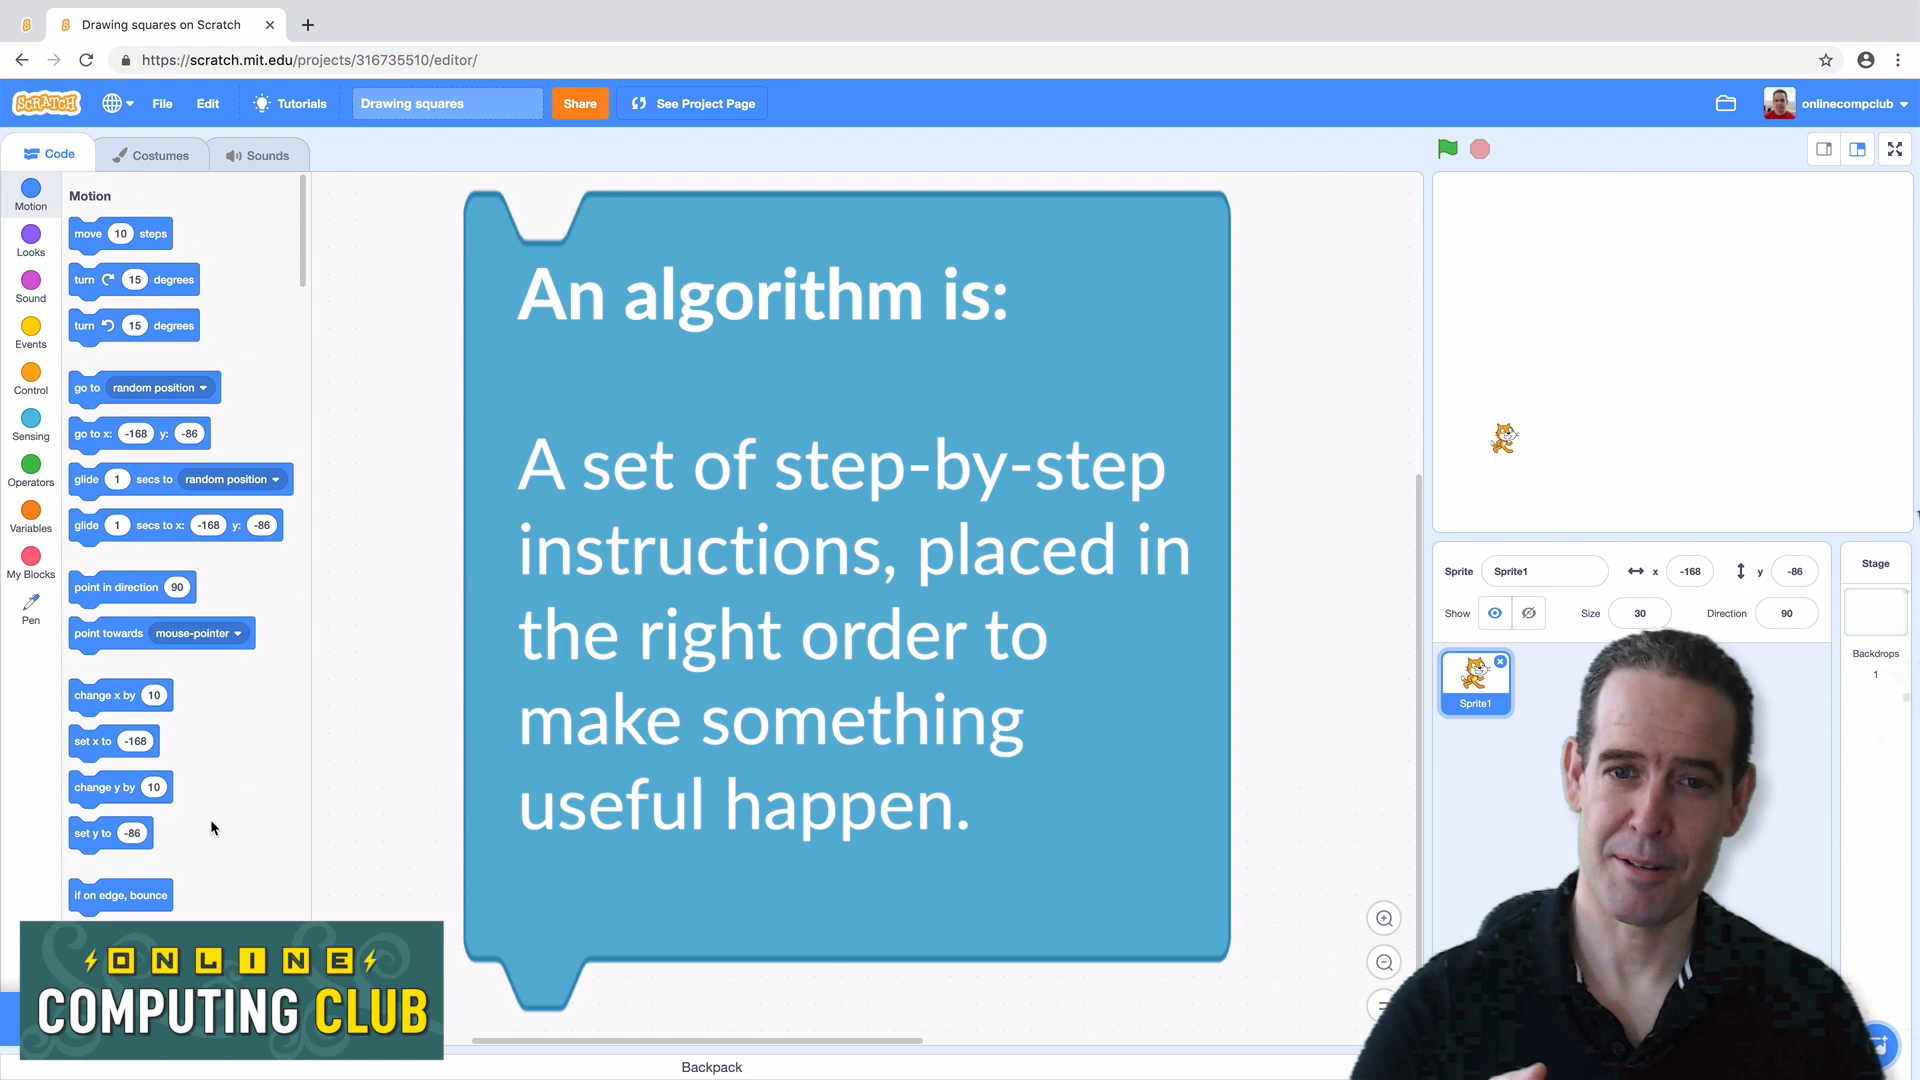 Drawing squares on Scratch
https://scratch.mit.edu/projects/316735510/editor/
SCRATCH
File
Edit
Tutorials
Drawing squares
Share
See Project Page
onlinecompclub
Code
Costumes
Sounds
Motion
Looks
Sound
Events
Control
Sensing
Operators
Variables
My Blocks
Pen
Motion
move 10 steps
turn 15 degrees
turn 15 degrees
go to random position
go to x: -168 y: -86
glide 1 secs to random position
glide 1 secs to x: -168 y: -86
point in direction 90
point towards mouse-pointer
change x by 10
set x to -168
change y by 10
set y to -86
if on edge, bounce
An algorithm is:
A set of step-by-step
instructions, placed in
the right order to
make something
useful happen.
Sprite Sprite1 x -168 y -86
Show Size 30 Direction 90
Sprite1
Stage
Backdrops
1
ONLINE
COMPUTING CLUB
Backpack